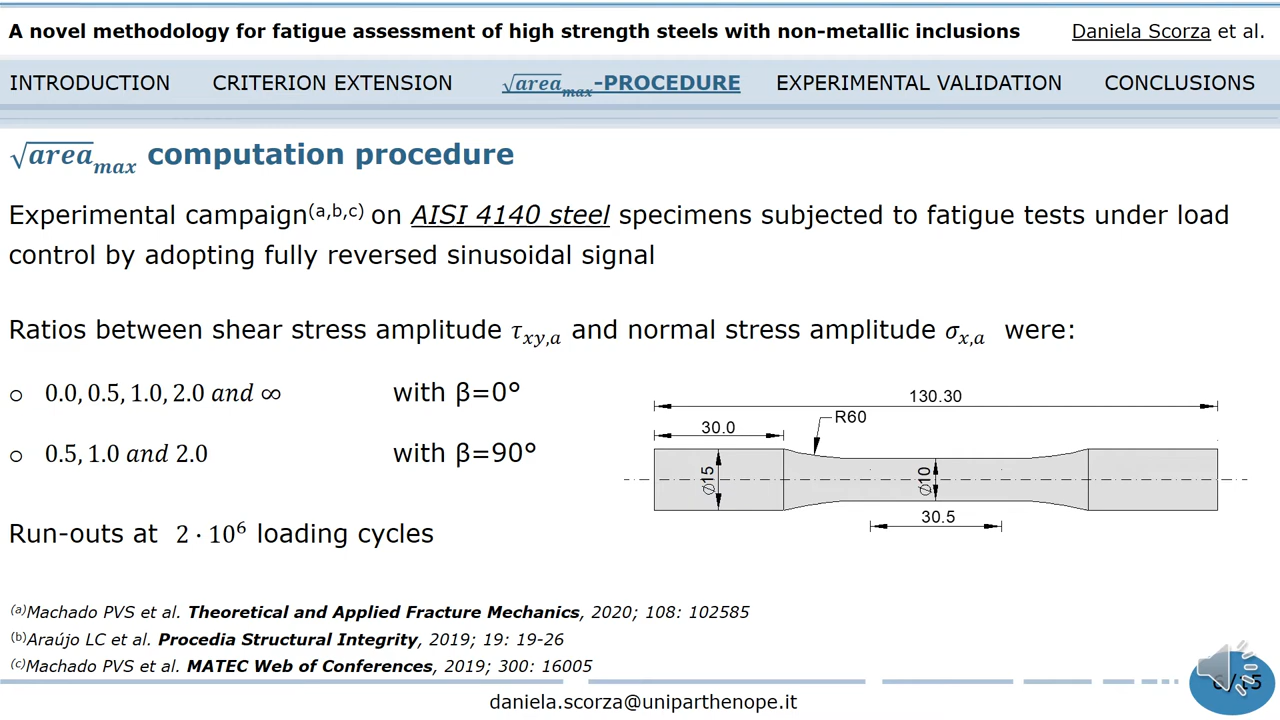 A novel methodology for fatigue assessment of high strength steels with non-metallic inclusions Daniela Scorza et al.
INTRODUCTION CRITERION EXTENSION √area max-PROCEDURE EXPERIMENTAL VALIDATION CONCLUSIONS
√area max computation procedure
Experimental campaign(a,b,c) on AISI 4140 steel specimens subjected to fatigue tests under load
control by adopting fully reversed sinusoidal signal
Ratios between shear stress amplitude τxy,a and normal stress amplitude σx,a were:
○ 0.0, 0.5, 1.0, 2.0 and ∞ with β=0°
○ 0.5, 1.0 and 2.0 with β=90°
130.30
R60
30.0
Ø15
Ø10
30.5
Run-outs at 2 · 10⁶ loading cycles
(a)Machado PVS et al. Theoretical and Applied Fracture Mechanics, 2020; 108: 102585
(b)Araújo LC et al. Procedia Structural Integrity, 2019; 19: 19-26
(c)Machado PVS et al. MATEC Web of Conferences, 2019; 300: 16005
6/15
daniela.scorza@uniparthenope.it